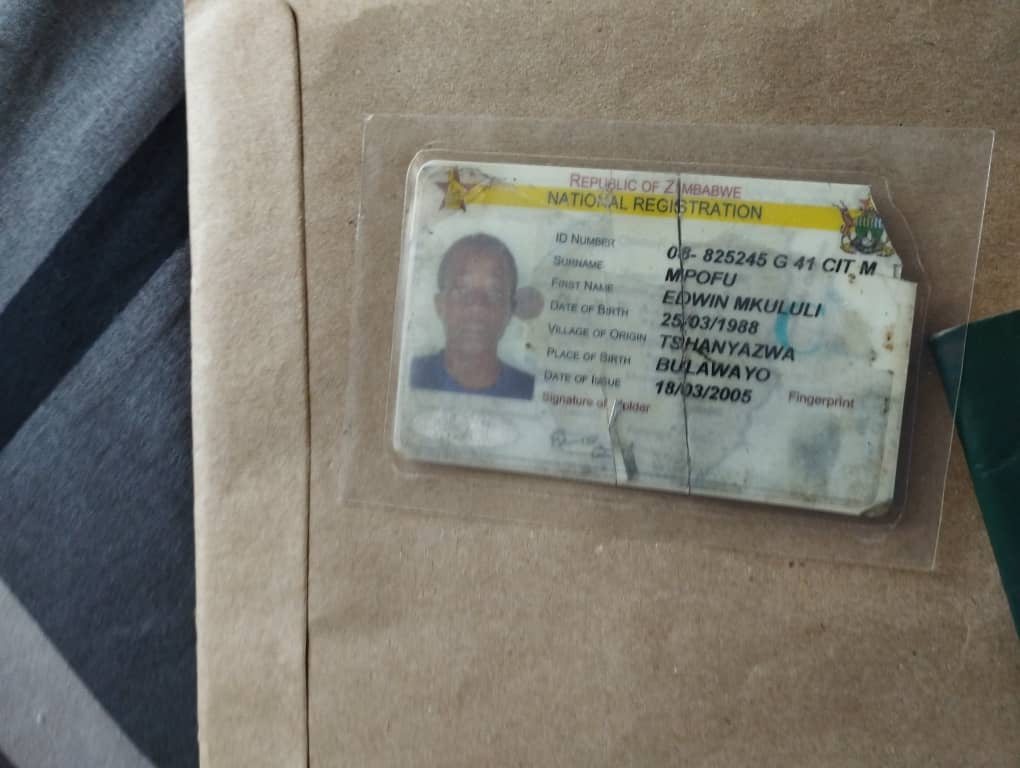 REPUBLIC OF ZIMBABWE
NATIONAL REGISTRATION
ID NUMBER 08- 825245 G 41 CIT M
SURNAME MPOFU
FIRST NAME EDWIN MKULULI
DATE OF BIRTH 25/03/1988
VILLAGE OF ORIGIN TSHANYAZWA
PLACE OF BIRTH BULAWAYO
DATE OF ISSUE 18/03/2005
Signature of Holder Fingerprint